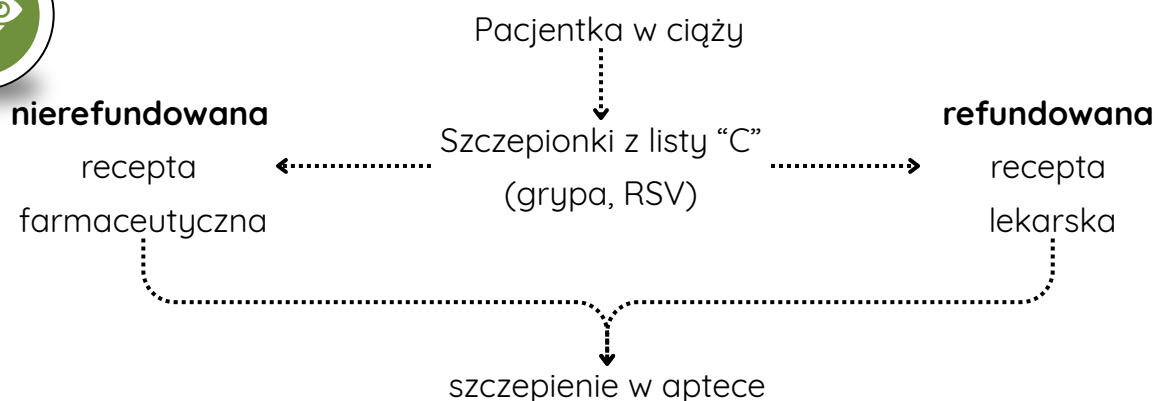 Pacjentka w ciąży
nierefundowana
recepta
farmaceutyczna
Szczepionki z listy “C”
(grypa, RSV)
refundowana
recepta
lekarska
szczepienie w aptece